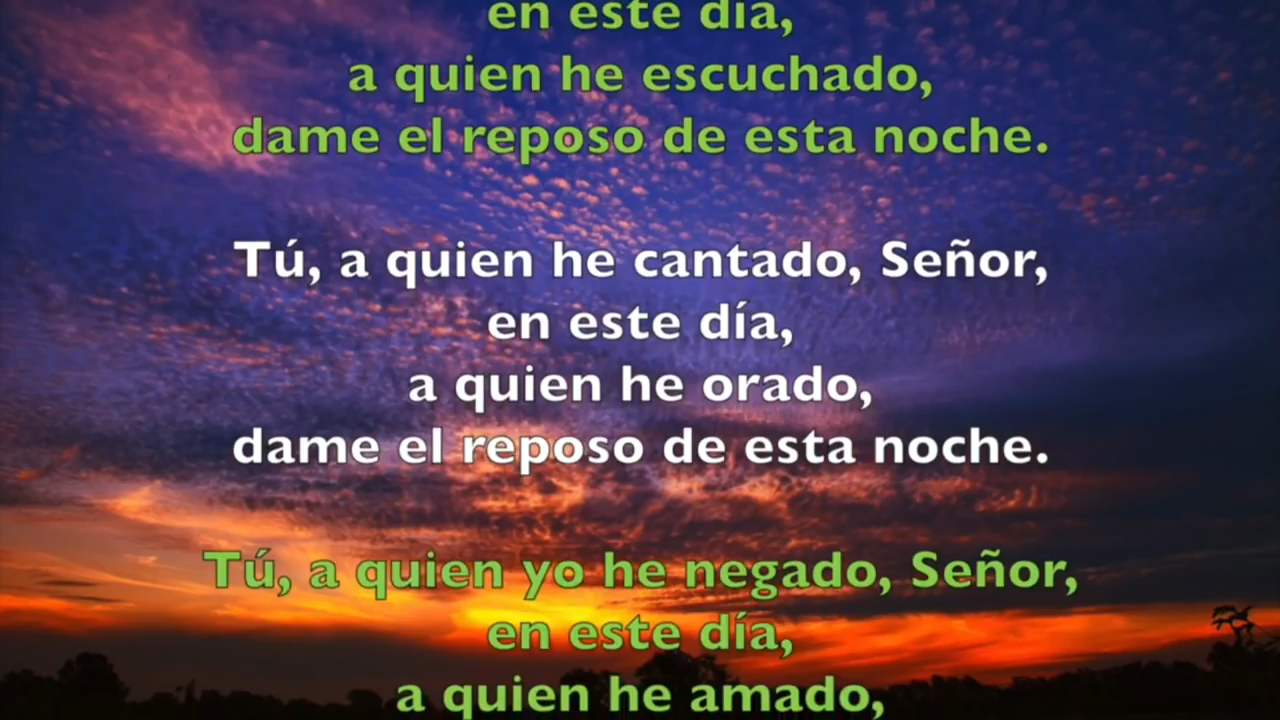 en este día,
a quien he escuchado,
dame el reposo de esta noche.
Tú, a quien he cantado, Señor,
en este día,
a quien he orado,
dame el reposo de esta noche.
Tú, a quien yo he negado, Señor,
en este día,
a quien he amado,